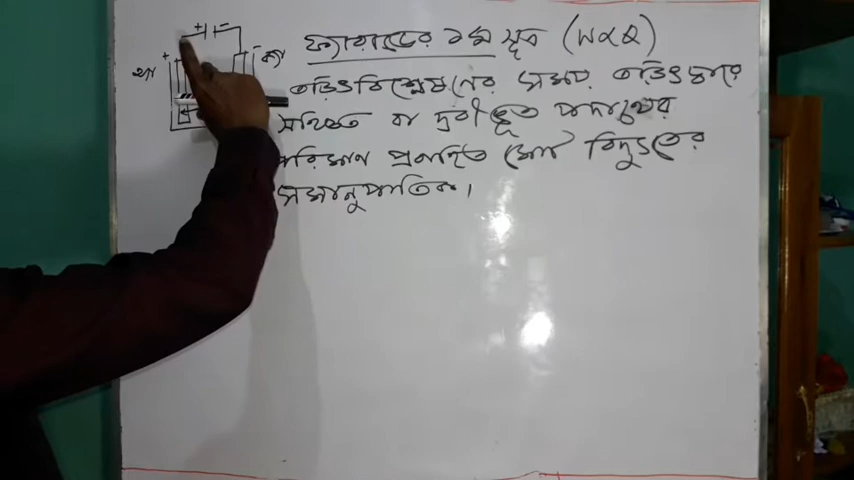 ফ্যারাডের ১ম সূত্র (W∝Q)
+ −
+ −
অ্যা ক্যা
তড়িৎবিশ্লেষণের সময় তড়িৎদ্বারে
সঞ্চিত বা দ্রবীভূত পদার্থের
পরিমাণ প্রবাহিত মোট বিদ্যুতের
সমানুপাতিক।